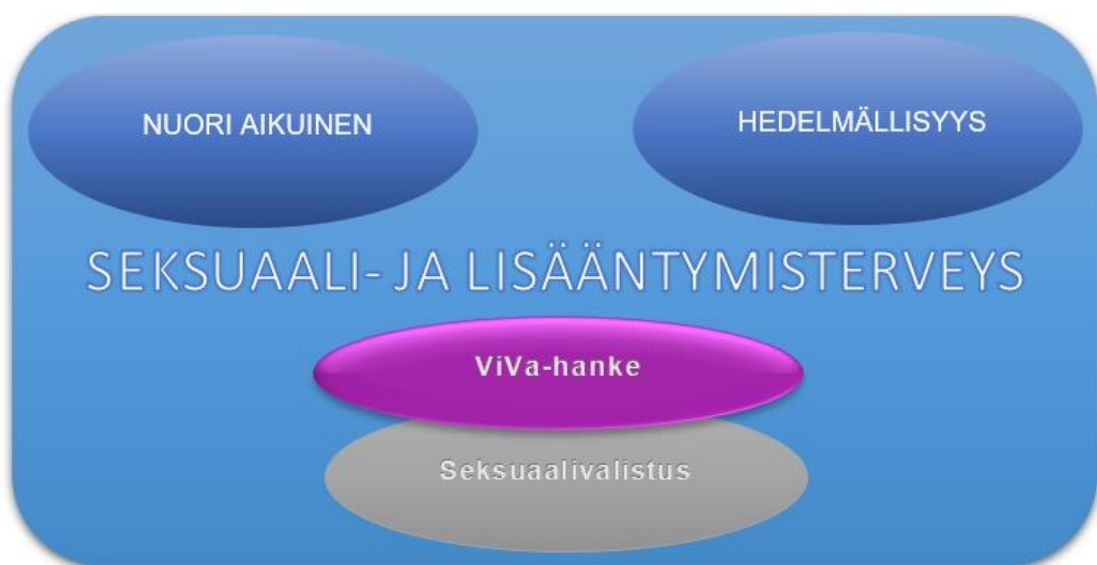 NUORI AIKUINEN
HEDELMÄLLISYYS
SEKSUAALI- JA LISÄÄNTYMISTERVEYS
ViVa-hanke
Seksuaalivalistus